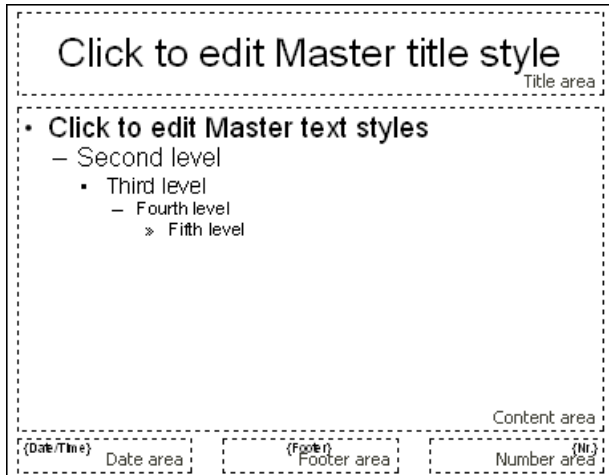 Click to edit Master title style
Title area
• Click to edit Master text styles
– Second level
• Third level
– Fourth level
» Fifth level
Content area
{Date/Time}
Date area
{Footer}
Footer area
{Nr.}
Number area